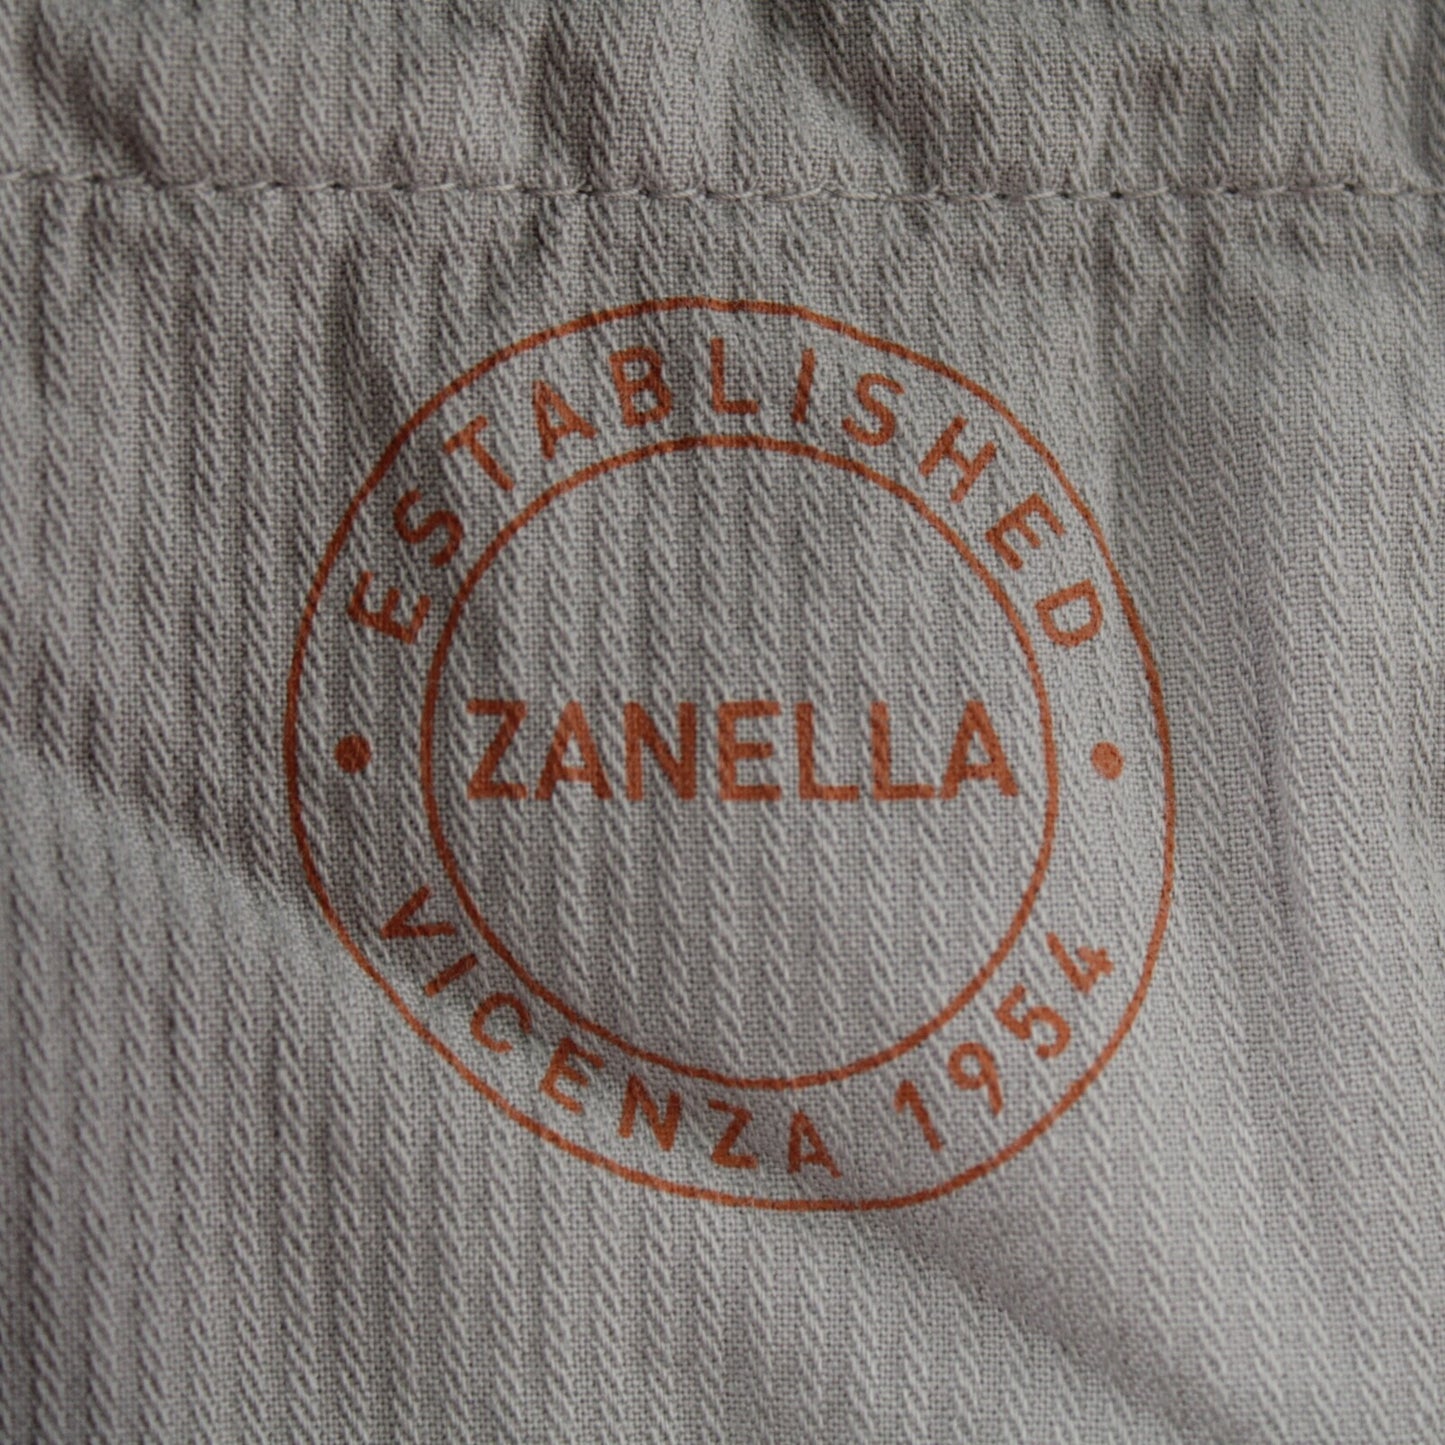 ESTABLISHED
ZANELLA
VICENZA 1954